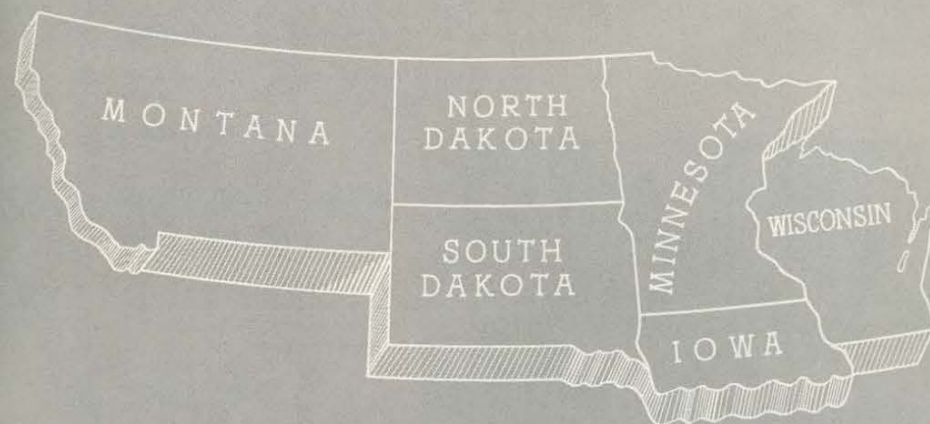 MONTANA
NORTH
DAKOTA
MINNESOTA
WISCONSIN
SOUTH
DAKOTA
IOWA